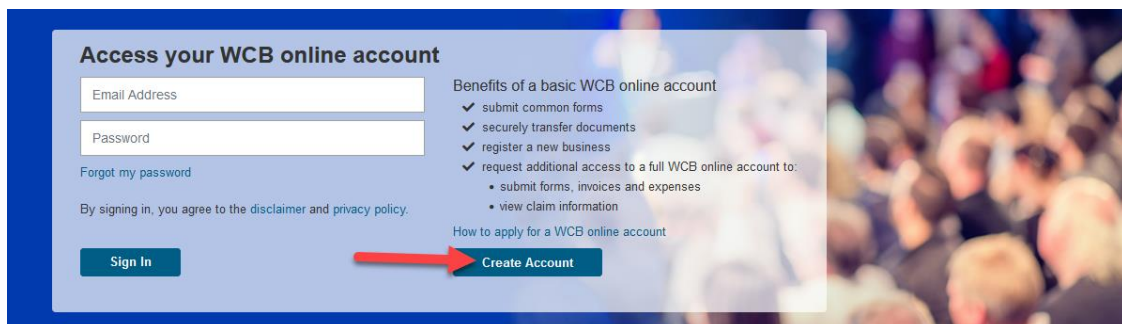 Access your WCB online account
Email Address
Password
Forgot my password
By signing in, you agree to the disclaimer and privacy policy.
Sign In
Benefits of a basic WCB online account
submit common forms
securely transfer documents
register a new business
request additional access to a full WCB online account to:
submit forms, invoices and expenses
view claim information
How to apply for a WCB online account
Create Account